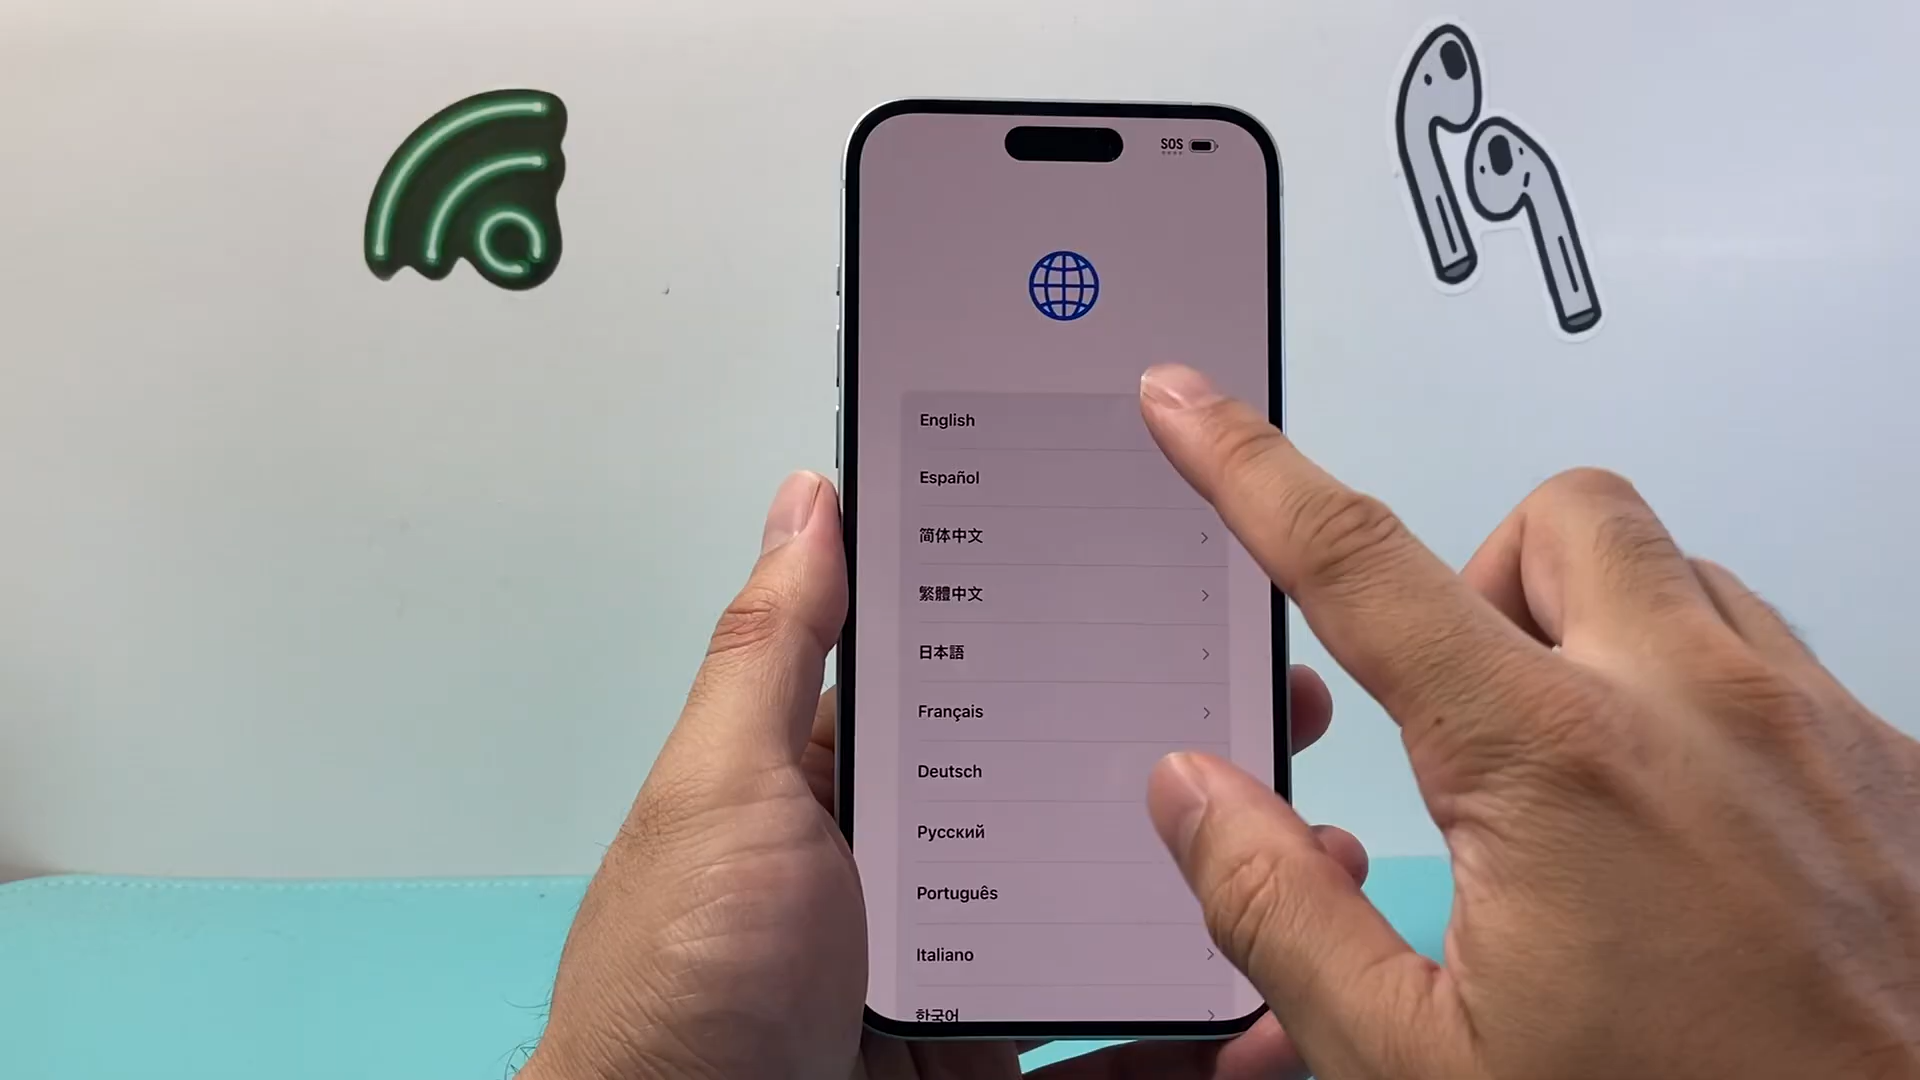 SOS
English
Español
简体中文
繁體中文
日本語
Français
Deutsch
Русский
Português
Italiano
한국어